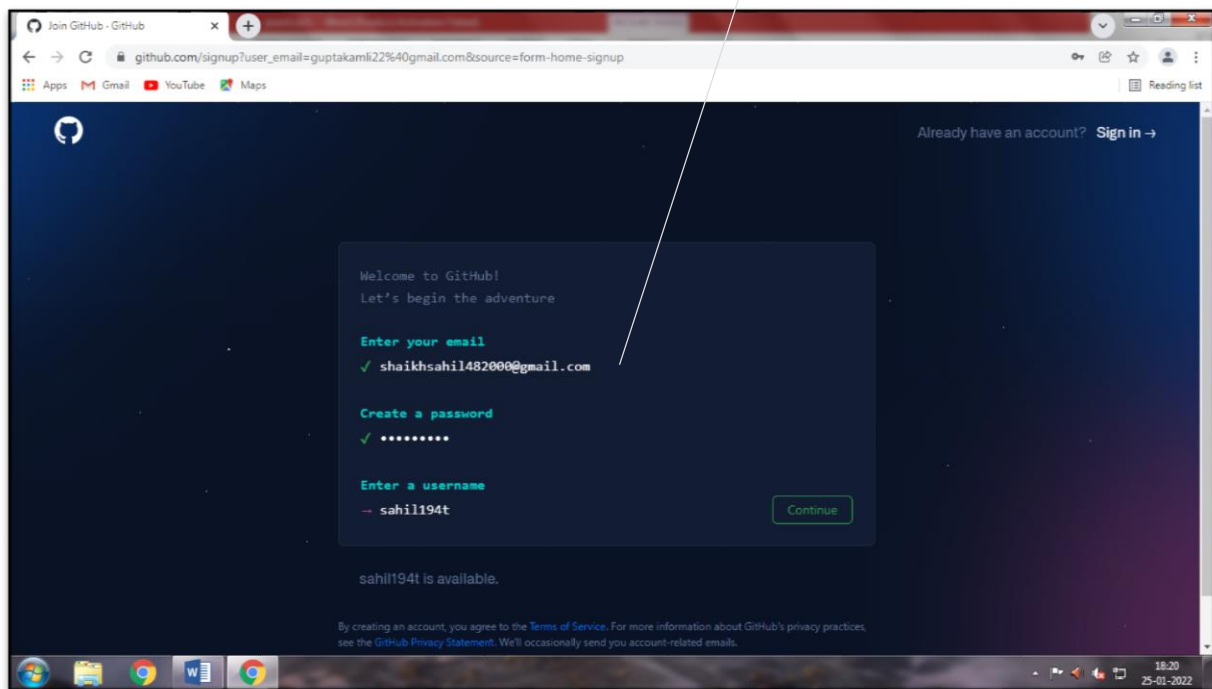 Join GitHub · GitHub
github.com/signup?user_email=guptakamli22%40gmail.com&source=form-home-signup
Apps Gmail YouTube Maps Reading list
Already have an account? Sign in →
Welcome to GitHub!
Let's begin the adventure
Enter your email
✓ shaikhsahil482000@gmail.com
Create a password
✓ •••••••••
Enter a username
→ sahil194t
Continue
sahil194t is available.
By creating an account, you agree to the Terms of Service. For more information about GitHub's privacy practices,
see the GitHub Privacy Statement. We'll occasionally send you account-related emails.
18:20
25-01-2022